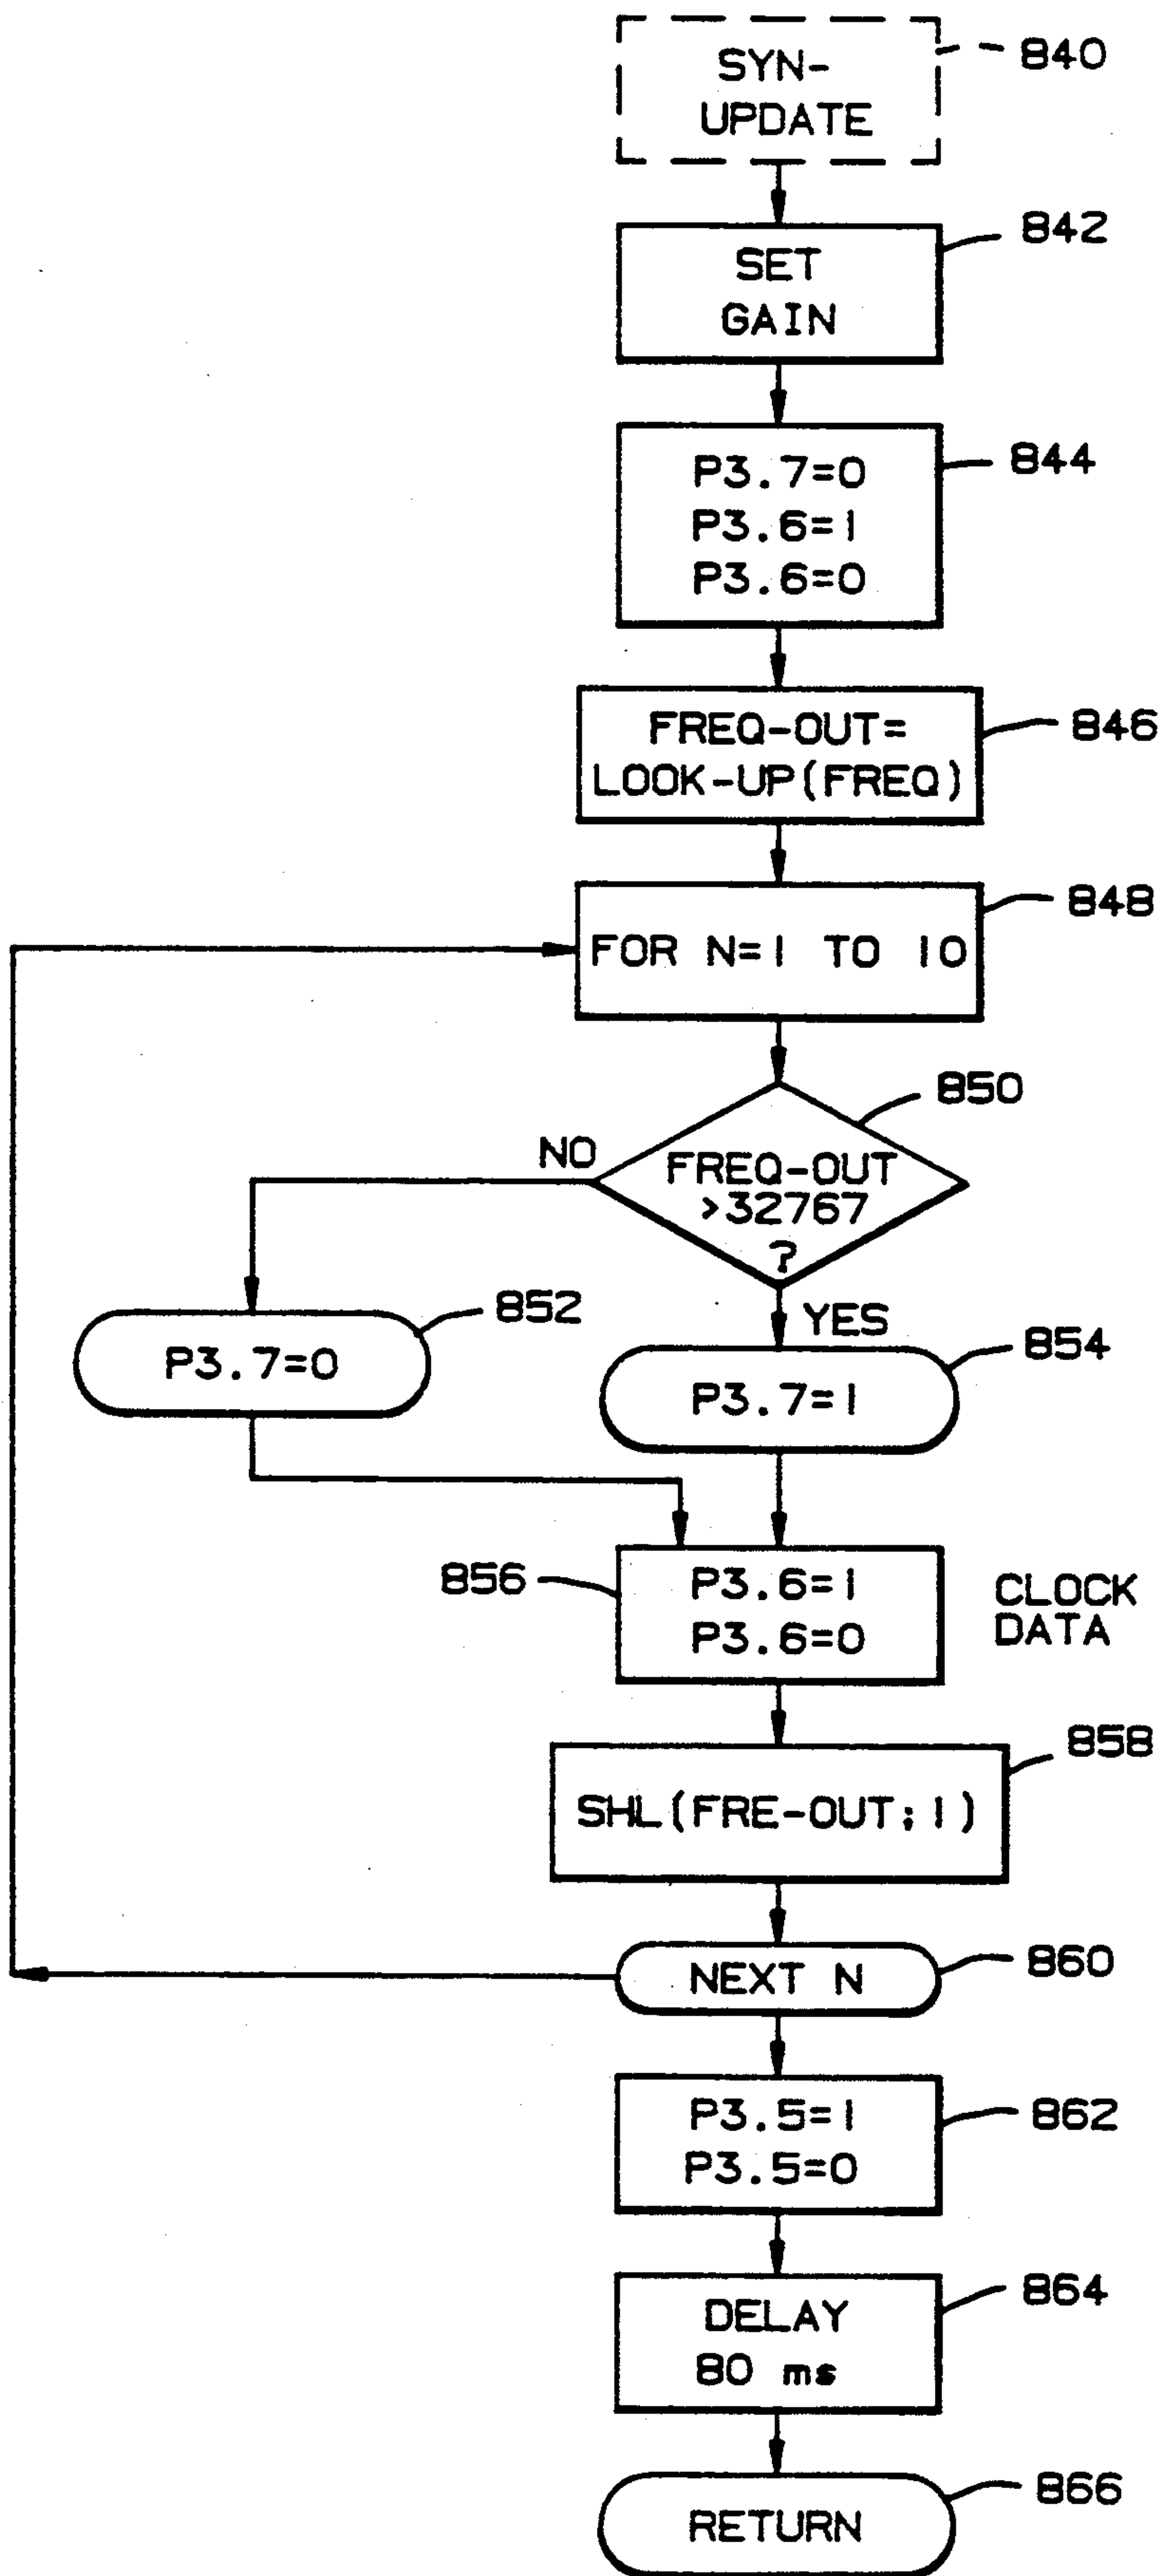 SYN-
UPDATE
840
SET
GAIN
842
P3.7=0
P3.6=1
P3.6=0
844
FREQ-OUT=
LOOK-UP(FREQ)
846
FOR N=1 TO 10
848
FREQ-OUT
>32767
?
850
NO
YES
P3.7=0
852
P3.7=1
854
856
P3.6=1
P3.6=0
CLOCK
DATA
SHL(FRE-OUT;1)
858
NEXT N
860
P3.5=1
P3.5=0
862
DELAY
80 ms
864
RETURN
866